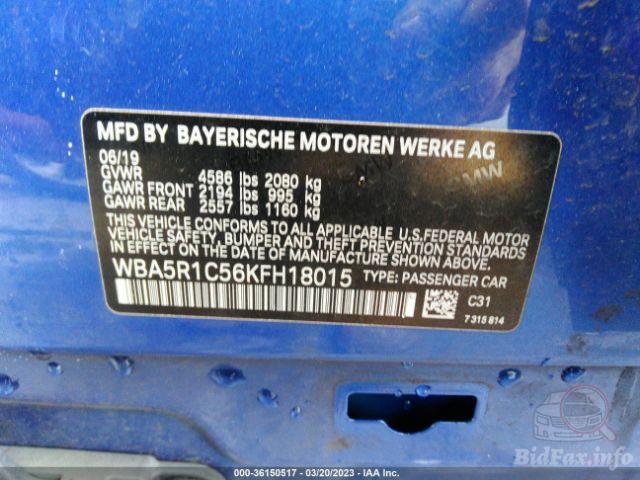 MFD BY BAYERISCHE MOTOREN WERKE AG
06/19
GVWR 4586 lbs 2080 kg
GAWR FRONT 2194 lbs 995 kg
GAWR REAR 2557 lbs 1160 kg
THIS VEHICLE CONFORMS TO ALL APPLICABLE U.S.FEDERAL MOTOR
VEHICLE SAFETY, BUMPER, AND THEFT PREVENTION STANDARDS
IN EFFECT ON THE DATE OF MANUFACTURE SHOWN ABOVE.
WBA5R1C56KFH18015 TYPE: PASSENGER CAR
C31
7315814
000-36150517 — 03/20/2023 — IAA Inc.
BidFax.info